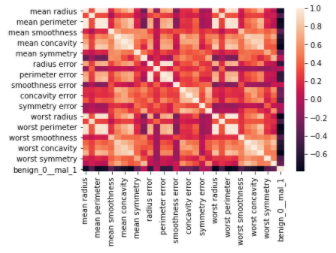 mean radius
mean perimeter
mean smoothness
mean concavity
mean symmetry
radius error
perimeter error
smoothness error
concavity error
symmetry error
worst radius
worst perimeter
worst smoothness
worst concavity
worst symmetry
benign_0__mal_1
1.0
0.8
0.6
0.4
0.2
0.0
−0.2
−0.4
−0.6
mean radius
mean perimeter
mean smoothness
mean concavity
mean symmetry
radius error
perimeter error
smoothness error
concavity error
symmetry error
worst radius
worst perimeter
worst smoothness
worst concavity
worst symmetry
benign_0__mal_1